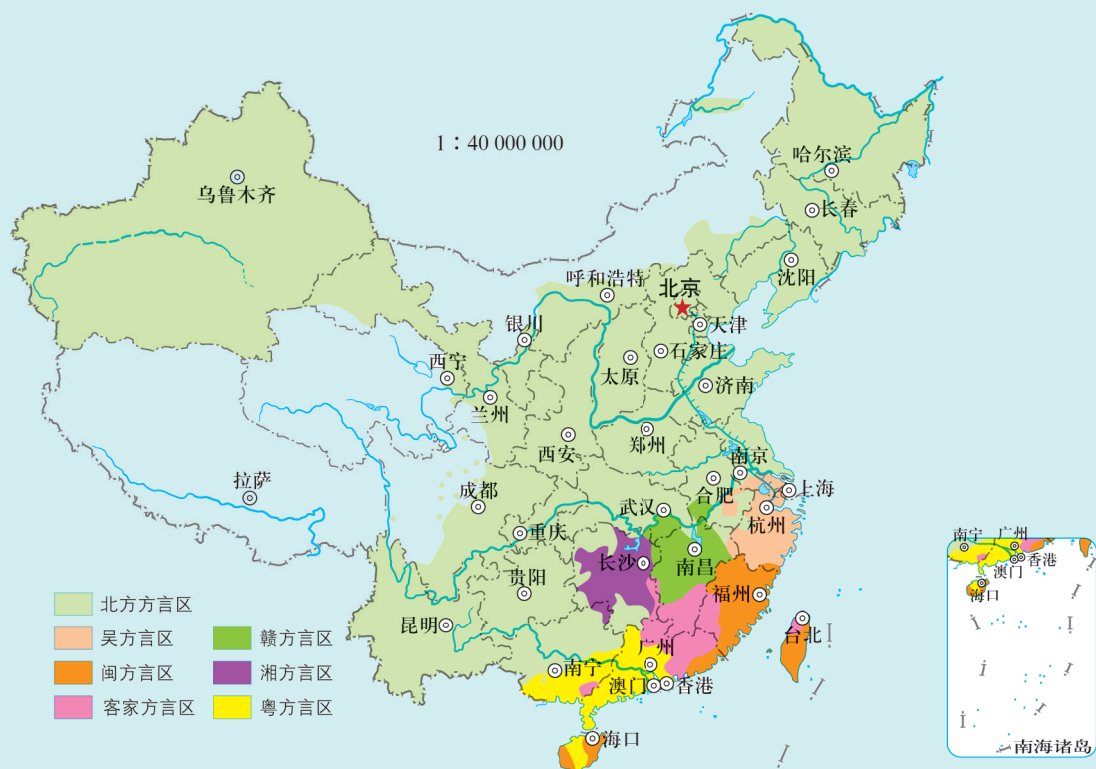 1∶40 000 000
哈尔滨
乌鲁木齐
长春
沈阳
呼和浩特
北京
天津
银川
石家庄
西宁
太原
济南
兰州
郑州
西安
南京
拉萨
成都
合肥
上海
武汉
杭州
重庆
长沙
南昌
贵阳
福州
昆明
台北
广州
南宁
澳门
香港
海口
北方方言区
吴方言区
赣方言区
闽方言区
湘方言区
客家方言区
粤方言区
南宁
广州
香港
澳门
海口
南海诸岛